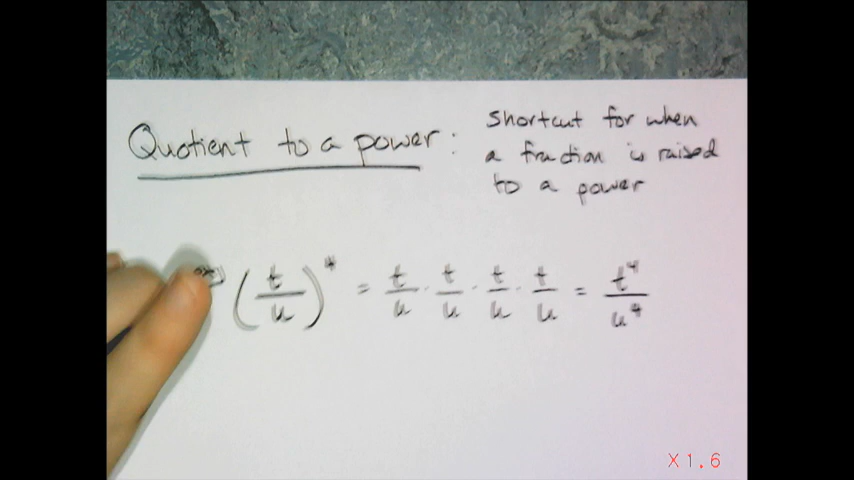 Quotient to a power:
Shortcut for when
a fraction is raised
to a power
(t/u)^4 = t/u · t/u · t/u · t/u = t^4/u^4
X1.6